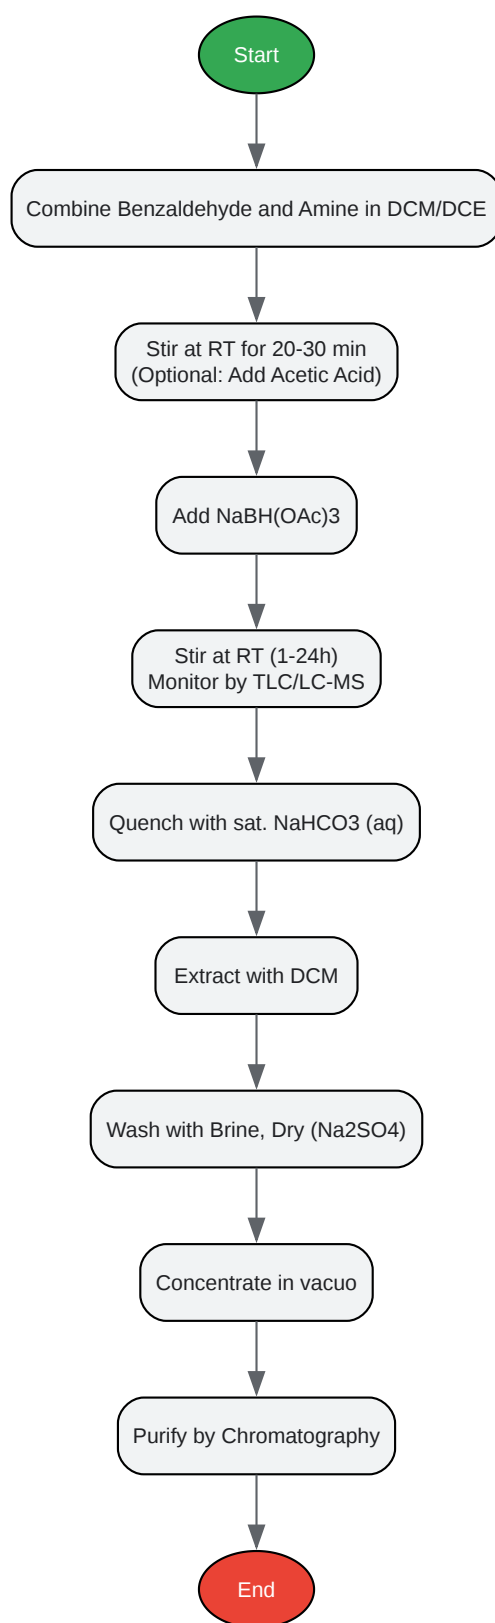 Start
Combine Benzaldehyde and Amine in DCM/DCE
Stir at RT for 20-30 min
(Optional: Add Acetic Acid)
Add NaBH(OAc)3
Stir at RT (1-24h)
Monitor by TLC/LC-MS
Quench with sat. NaHCO3 (aq)
Extract with DCM
Wash with Brine, Dry (Na2SO4)
Concentrate in vacuo
Purify by Chromatography
End